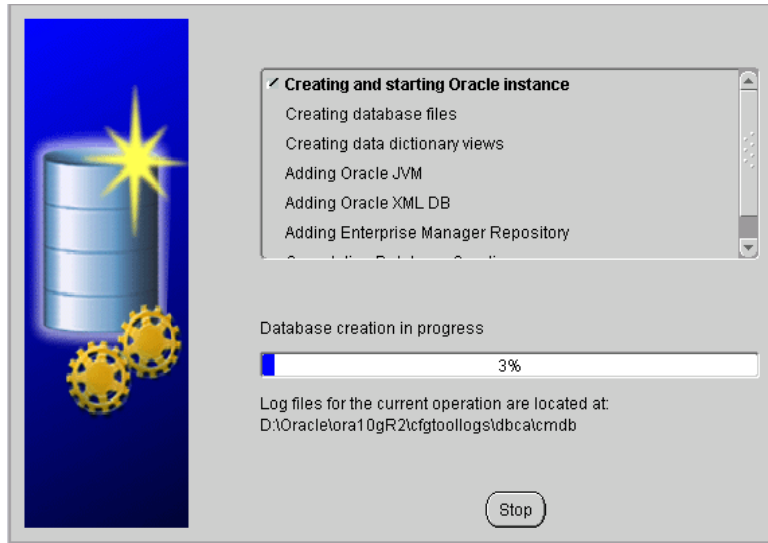 Creating and starting Oracle instance
Creating database files
Creating data dictionary views
Adding Oracle JVM
Adding Oracle XML DB
Adding Enterprise Manager Repository
Database creation in progress
3%
Log files for the current operation are located at:
D:\Oracle\ora10gR2\cfgtoollogs\dbca\cmdb
Stop